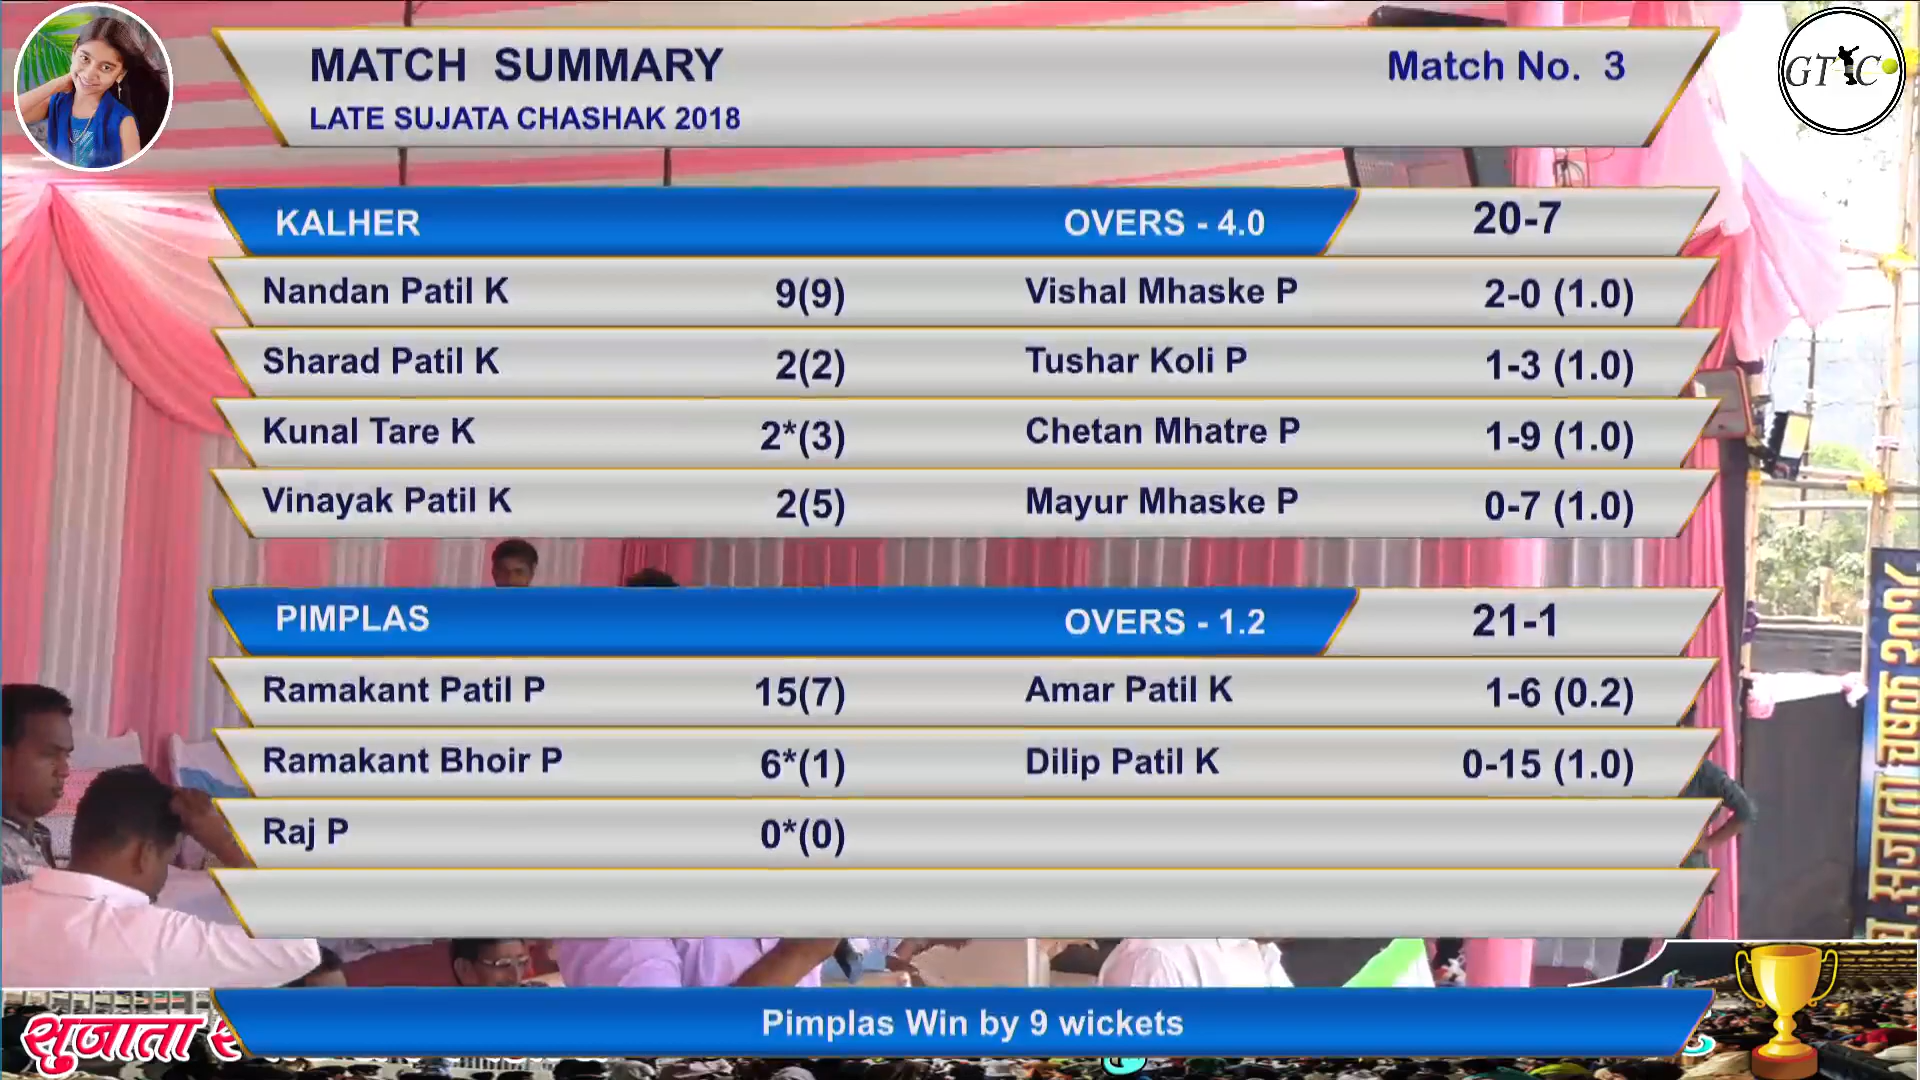 MATCH SUMMARY
Match No. 3
LATE SUJATA CHASHAK 2018
GTC
KALHER OVERS - 4.0 20-7
Nandan Patil K 9(9) Vishal Mhaske P 2-0 (1.0)
Sharad Patil K 2(2) Tushar Koli P 1-3 (1.0)
Kunal Tare K 2*(3) Chetan Mhatre P 1-9 (1.0)
Vinayak Patil K 2(5) Mayur Mhaske P 0-7 (1.0)
PIMPLAS OVERS - 1.2 21-1
Ramakant Patil P 15(7) Amar Patil K 1-6 (0.2)
Ramakant Bhoir P 6*(1) Dilip Patil K 0-15 (1.0)
Raj P 0*(0)
सुजाता चषक २०१८
Pimplas Win by 9 wickets
सुजाता